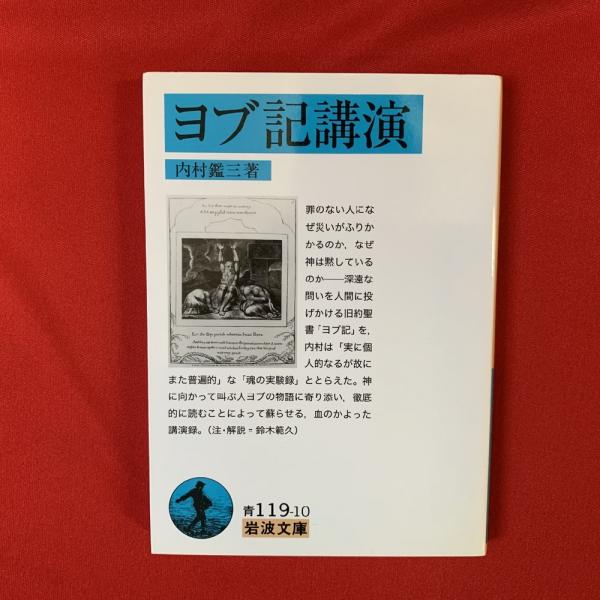 ヨブ記講演
内村鑑三著
罪のない人にな
ぜ災いがふりか
かるのか，なぜ
神は黙している
のか——深遠な
問いを人間に投
げかける旧約聖
書「ヨブ記」を，
内村は「実に個
人的なるが故に
また普遍的」な「魂の実験録」ととらえた。神
に向かって叫ぶ人ヨブの物語に寄り添い，徹底
的に読むことによって蘇らせる，血のかよった
講演録。（注・解説＝鈴木範久）
Let the Day perish wherein I was Born
青119-10
岩波文庫